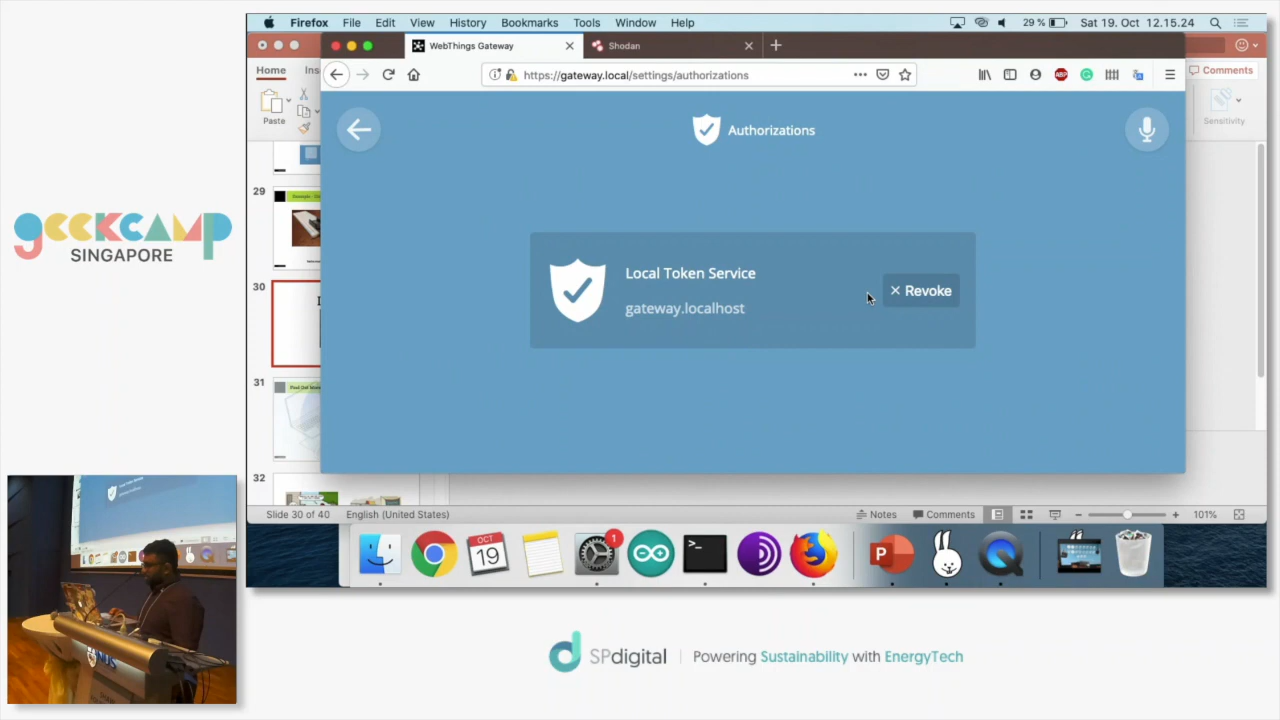 Firefox File Edit View History Bookmarks Tools Window Help 29 % Sat 19. Oct 12.15.24
WebThings Gateway
Shodan
Home
Comments
https://gateway.local/settings/authorizations
ABP
Paste
Sensitivity
Authorizations
29
geekcamp
SINGAPORE
Local Token Service
gateway.localhost
Revoke
30
31
32
Slide 30 of 40 English (United States) Notes Comments 101%
OCT
19
1
P
SPdigital
Powering Sustainability with EnergyTech